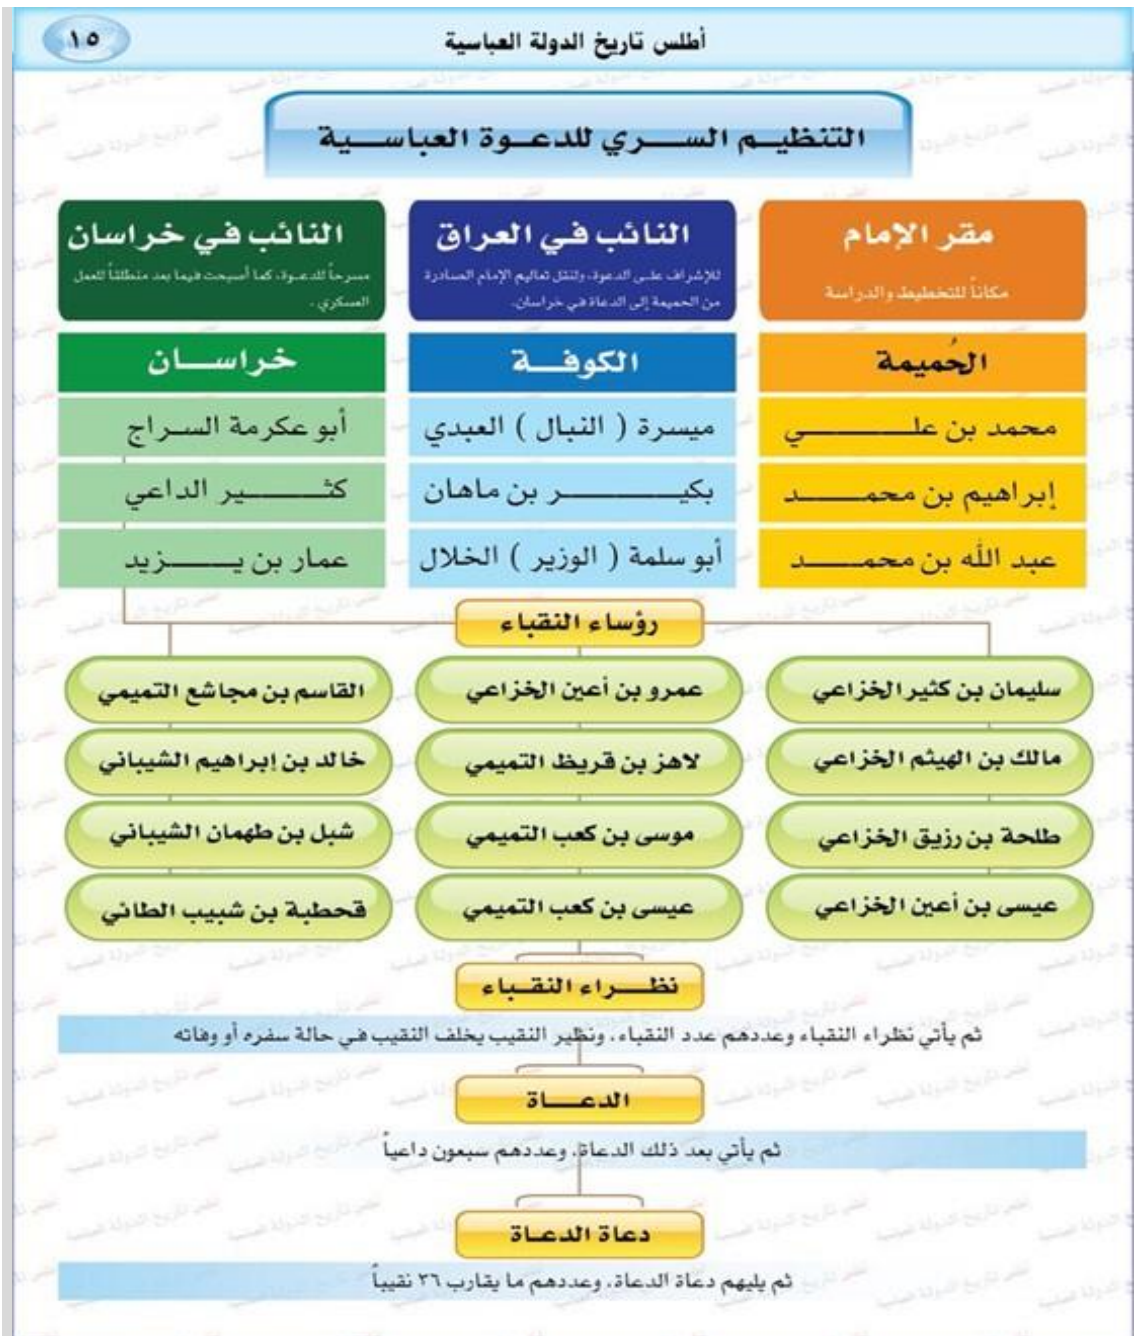 أطلس تاريخ الدولة العباسية
١٥
التنظيم السري للدعوة العباسية
مقر الإمام
مكاناً للتخطيط والدراسة
الحُميمة
محمد بن علي
إبراهيم بن محمد
عبد الله بن محمد
النائب في العراق
للإشراف على الدعوة، ولنقل تعاليم الإمام الصادرة
من الحميمة إلى الدعاة في خراسان.
الكوفة
ميسرة ( النبال ) العبدي
بكير بن ماهان
أبو سلمة ( الوزير ) الخلال
النائب في خراسان
مسرحاً للدعوة، كما أصبحت فيما بعد منطلقاً للعمل
العسكري.
خراسان
أبو عكرمة السراج
كثير الداعي
عمار بن يزيد
رؤساء النقباء
سليمان بن كثير الخزاعي
مالك بن الهيثم الخزاعي
طلحة بن رزيق الخزاعي
عيسى بن أعين الخزاعي
عمرو بن أعين الخزاعي
لاهز بن قريظ التميمي
موسى بن كعب التميمي
عيسى بن كعب التميمي
القاسم بن مجاشع التميمي
خالد بن إبراهيم الشيباني
شبل بن طهمان الشيباني
قحطبة بن شبيب الطائي
نظراء النقباء
ثم يأتي نظراء النقباء وعددهم عدد النقباء، ونظير النقيب يخلف النقيب في حالة سفره أو وفاته
الدعاة
ثم يأتي بعد ذلك الدعاة، وعددهم سبعون داعياً
دعاة الدعاة
ثم يليهم دعاة الدعاة، وعددهم ما يقارب ٣٦ نقيباً